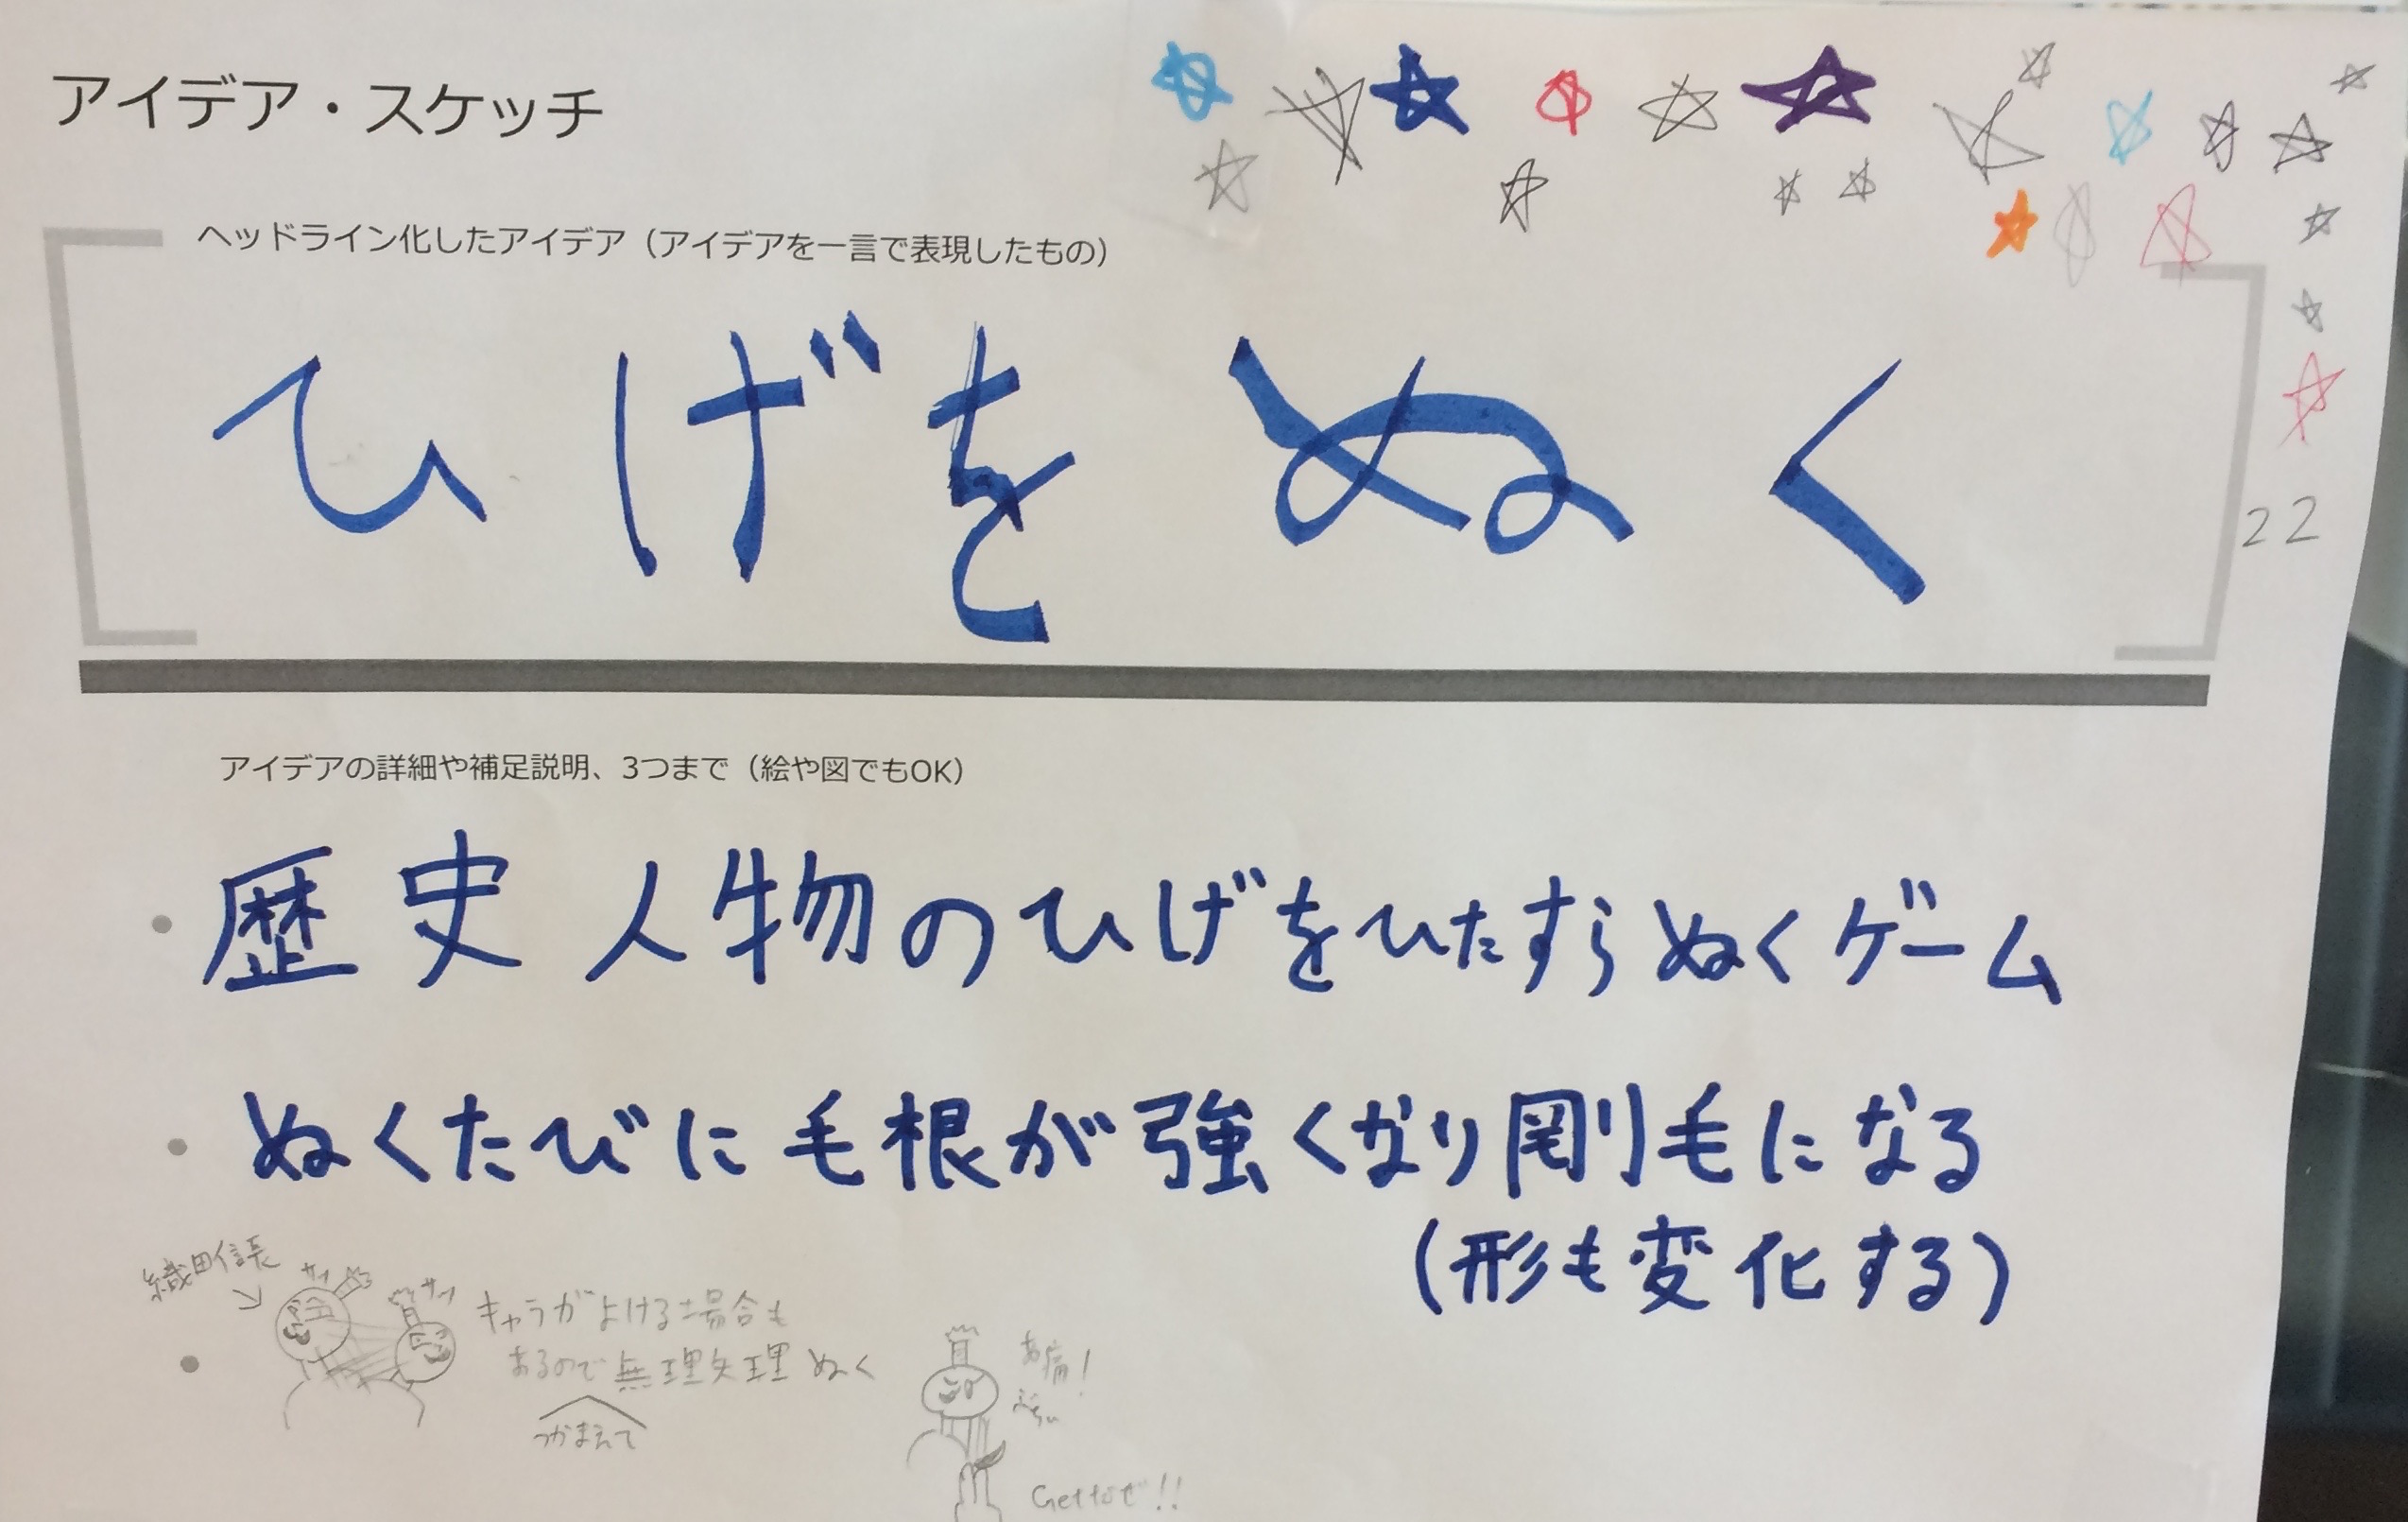 アイデア・スケッチ
ヘッドライン化したアイデア（アイデアを一言で表現したもの）
ひげをぬく
22
アイデアの詳細や補足説明、3つまで（絵や図でもOK）
・歴史人物のひげをひたすらぬくゲーム
・ぬくたびに毛根が強くなり剛毛になる
（形も変化する）
織田信長
サッ
サッ
キャラがよける場合も
あるので無理矢理ぬく
つかまえて
あ痛！
Getだぜ!!